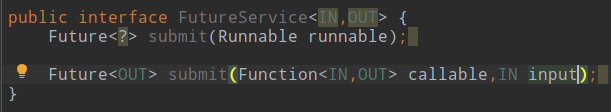 public interface FutureService<IN,OUT> {
    Future<?> submit(Runnable runnable);
    Future<OUT> submit(Function<IN,OUT> callable,IN input);
}